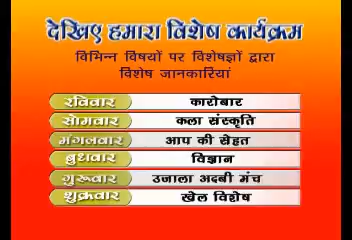 देखिए हमारा विशेष कार्यक्रम
विभिन्न विषयों पर विशेषज्ञों द्वारा
विशेष जानकारियां
रविवार कारोबार
सोमवार कला संस्कृति
मंगलवार आप की सेहत
बुधवार विज्ञान
गुरूवार उजाला अदबी मंच
शुक्रवार खेल विशेष